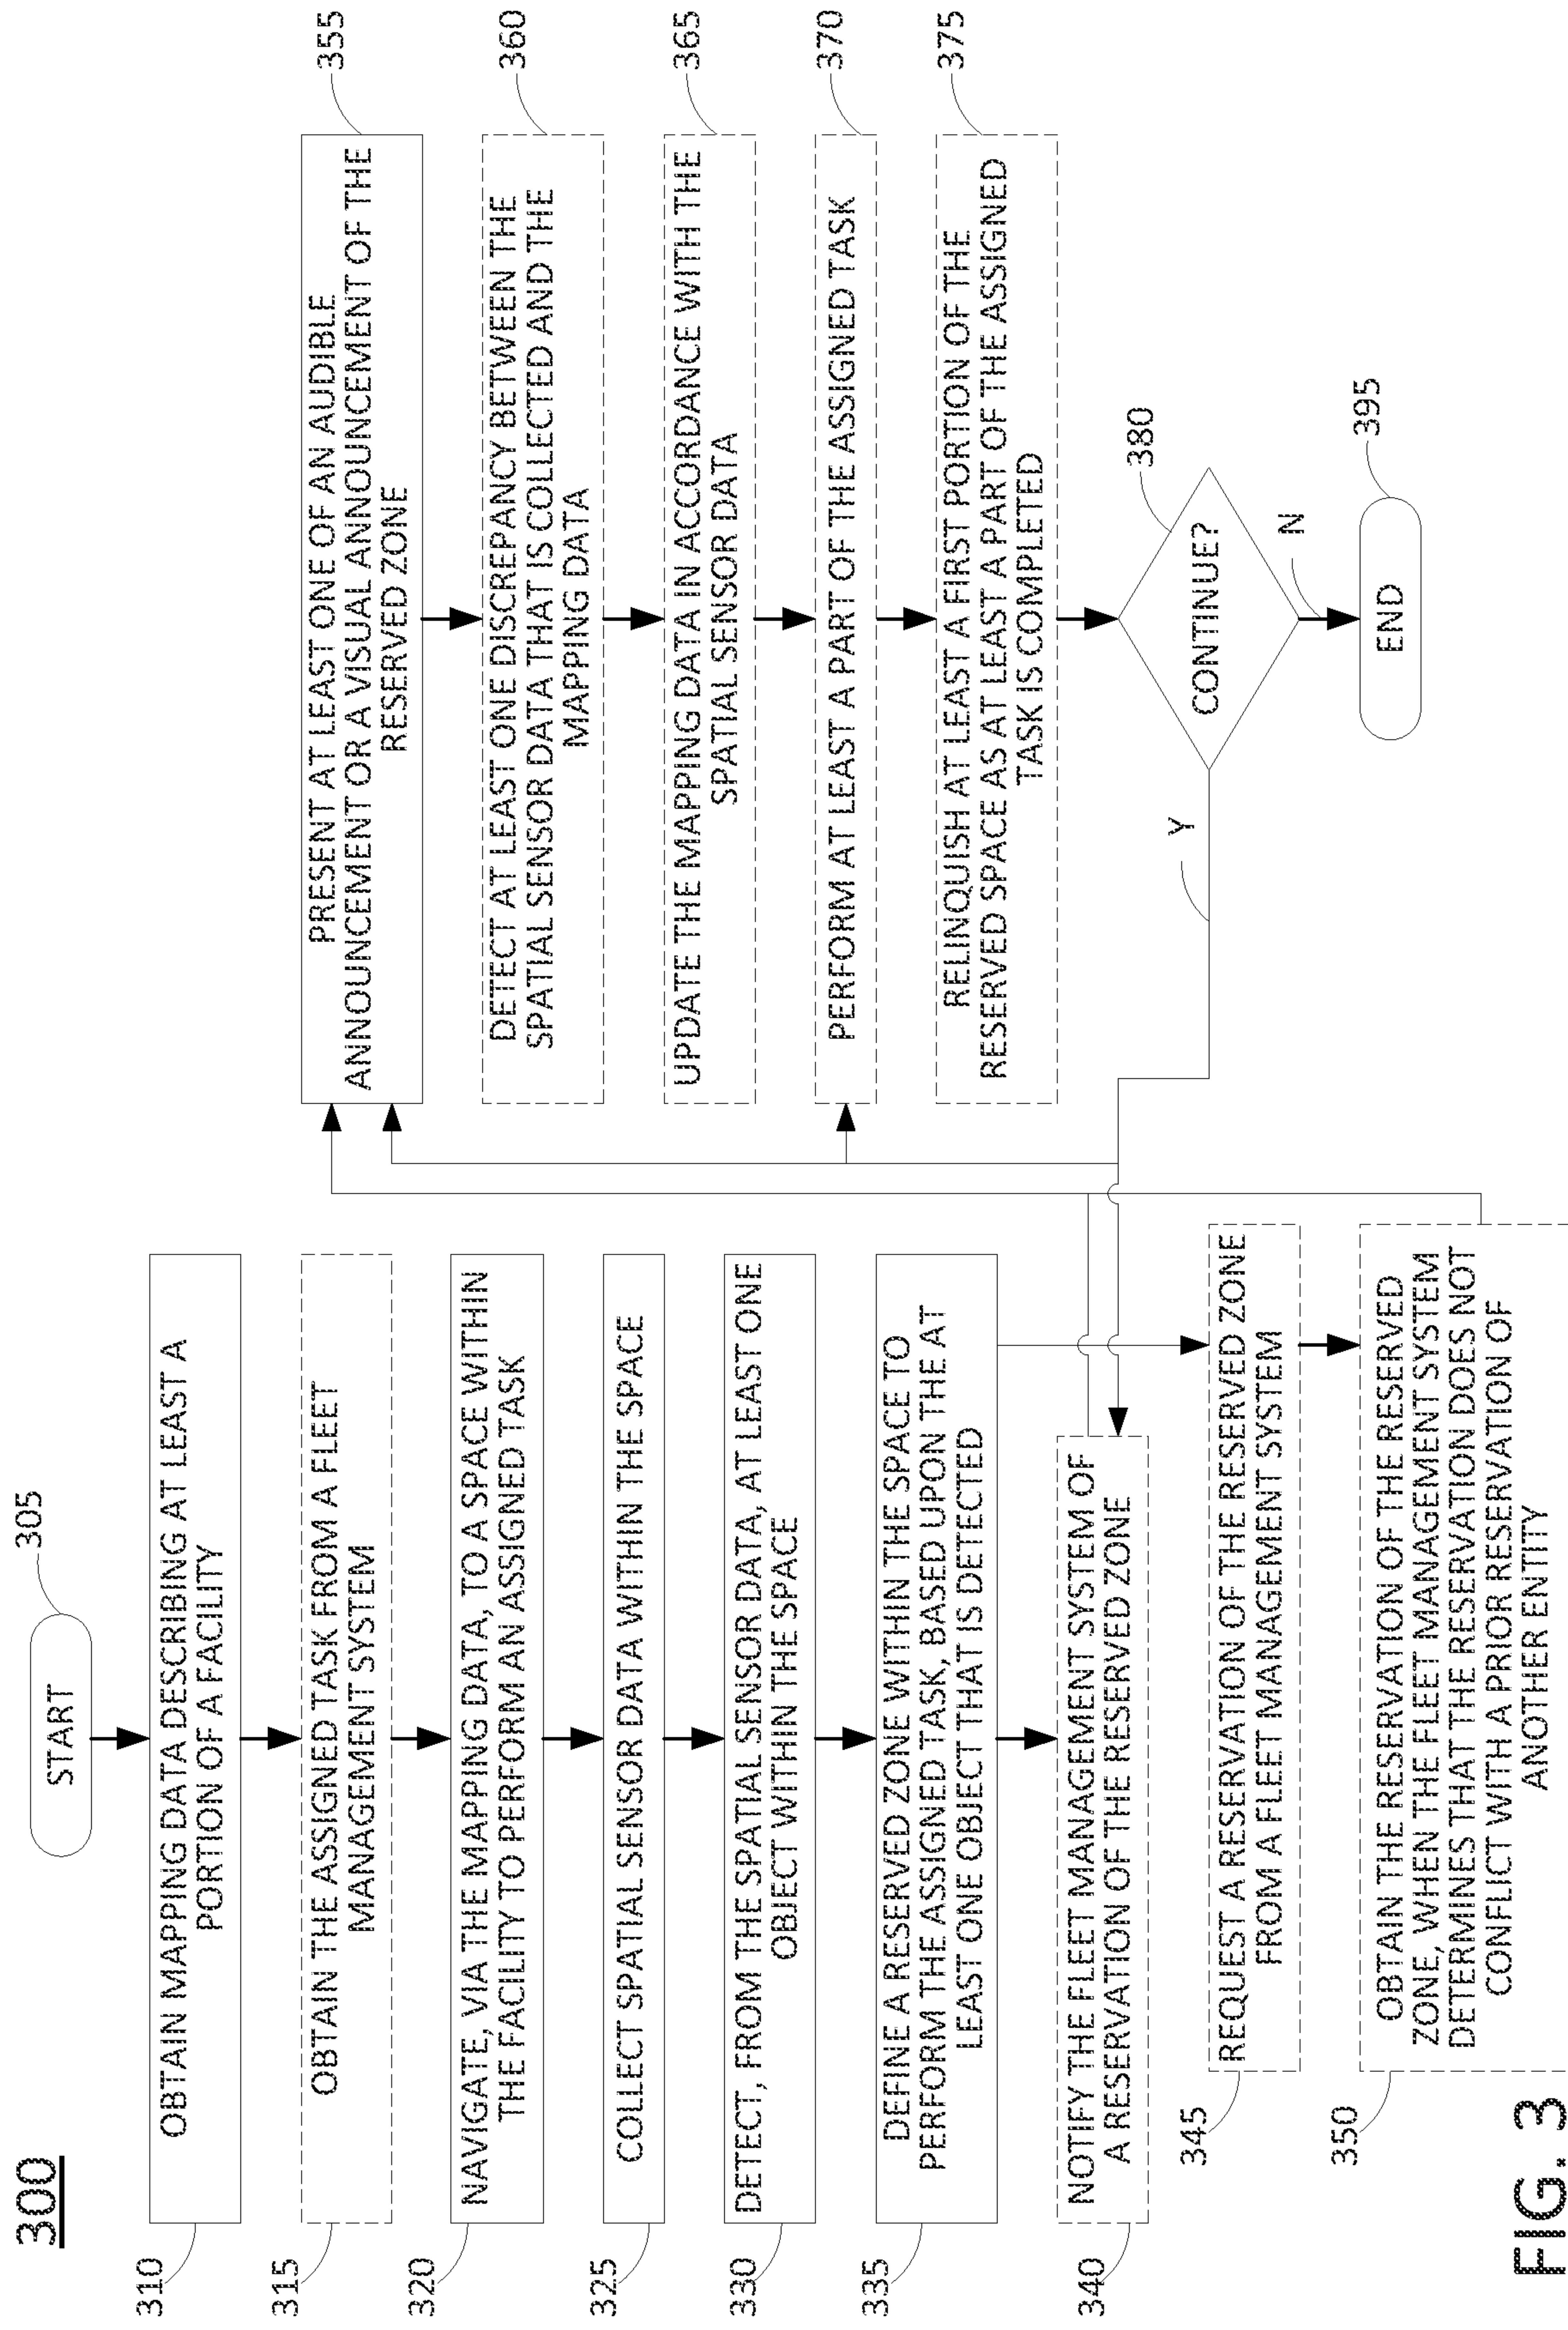 300
START
305
OBTAIN MAPPING DATA DESCRIBING AT LEAST A
PORTION OF A FACILITY
310
OBTAIN THE ASSIGNED TASK FROM A FLEET
MANAGEMENT SYSTEM
315
NAVIGATE, VIA THE MAPPING DATA, TO A SPACE WITHIN
THE FACILITY TO PERFORM AN ASSIGNED TASK
320
COLLECT SPATIAL SENSOR DATA WITHIN THE SPACE
325
DETECT, FROM THE SPATIAL SENSOR DATA, AT LEAST ONE
OBJECT WITHIN THE SPACE
330
DEFINE A RESERVED ZONE WITHIN THE SPACE TO
PERFORM THE ASSIGNED TASK, BASED UPON THE AT
LEAST ONE OBJECT THAT IS DETECTED
335
NOTIFY THE FLEET MANAGEMENT SYSTEM OF
A RESERVATION OF THE RESERVED ZONE
340
REQUEST A RESERVATION OF THE RESERVED ZONE
FROM A FLEET MANAGEMENT SYSTEM
345
OBTAIN THE RESERVATION OF THE RESERVED
ZONE, WHEN THE FLEET MANAGEMENT SYSTEM
DETERMINES THAT THE RESERVATION DOES NOT
CONFLICT WITH A PRIOR RESERVATION OF
ANOTHER ENTITY
350
PRESENT AT LEAST ONE OF AN AUDIBLE
ANNOUNCEMENT OR A VISUAL ANNOUNCEMENT OF THE
RESERVED ZONE
355
DETECT AT LEAST ONE DISCREPANCY BETWEEN THE
SPATIAL SENSOR DATA THAT IS COLLECTED AND THE
MAPPING DATA
360
UPDATE THE MAPPING DATA IN ACCORDANCE WITH THE
SPATIAL SENSOR DATA
365
PERFORM AT LEAST A PART OF THE ASSIGNED TASK
370
RELINQUISH AT LEAST A FIRST PORTION OF THE
RESERVED SPACE AS AT LEAST A PART OF THE ASSIGNED
TASK IS COMPLETED
375
CONTINUE?
380
Y
N
END
395
FIG. 3